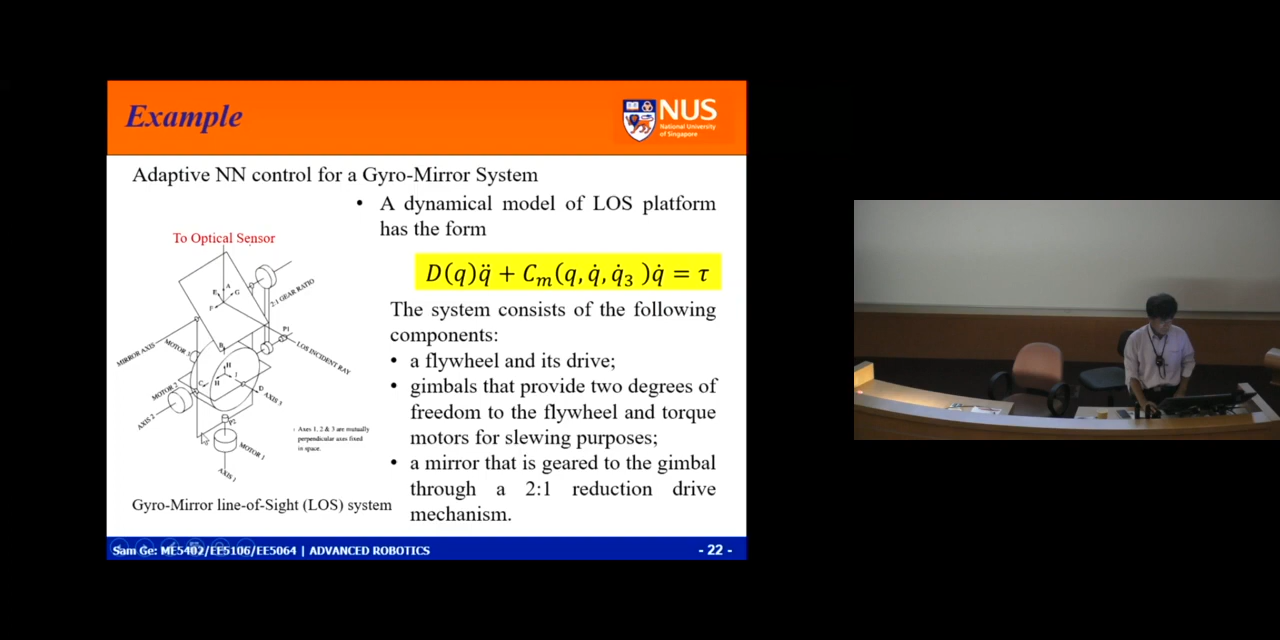 Example
NUS
National University
of Singapore
Adaptive NN control for a Gyro-Mirror System
• A dynamical model of LOS platform
has the form
D(q)q̈ + Cₘ(q, q̇, q̇₃ )q̇ = τ
The system consists of the following
components:
• a flywheel and its drive;
• gimbals that provide two degrees of
freedom to the flywheel and torque
motors for slewing purposes;
• a mirror that is geared to the gimbal
through a 2:1 reduction drive
mechanism.
To Optical Sensor
A
E
G
F
2:1 GEAR RATIO
P1
LOS INCIDENT RAY
MIRROR AXIS
MOTOR 3
B
H
I
C
H
D
AXIS 3
MOTOR 2
AXIS 2
P2
MOTOR 1
AXIS 1
Axes 1, 2 & 3 are mutually
perpendicular axes fixed
in space.
Gyro-Mirror line-of-Sight (LOS) system
Sam Ge: ME5402/EE5106/EE5064 | ADVANCED ROBOTICS
- 22 -